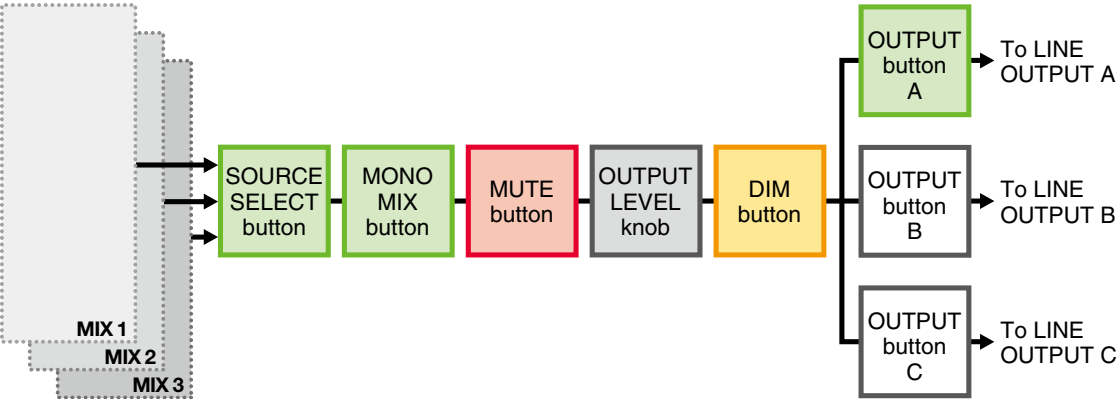 MIX 1
MIX 2
MIX 3
SOURCE
SELECT
button
MONO
MIX
button
MUTE
button
OUTPUT
LEVEL
knob
DIM
button
OUTPUT
button
A
To LINE
OUTPUT A
OUTPUT
button
B
To LINE
OUTPUT B
OUTPUT
button
C
To LINE
OUTPUT C